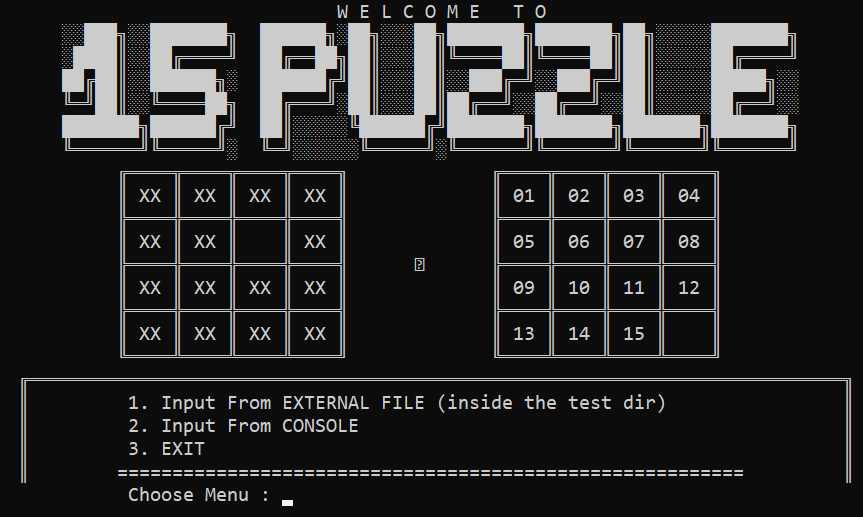 WELCOME TO
15 PUZZLE
XX XX XX XX 01 02 03 04
XX XX XX 05 06 07 08
XX XX XX XX 09 10 11 12
XX XX XX XX 13 14 15
1. Input From EXTERNAL FILE (inside the test dir)
2. Input From CONSOLE
3. EXIT
=========================================================
Choose Menu : _